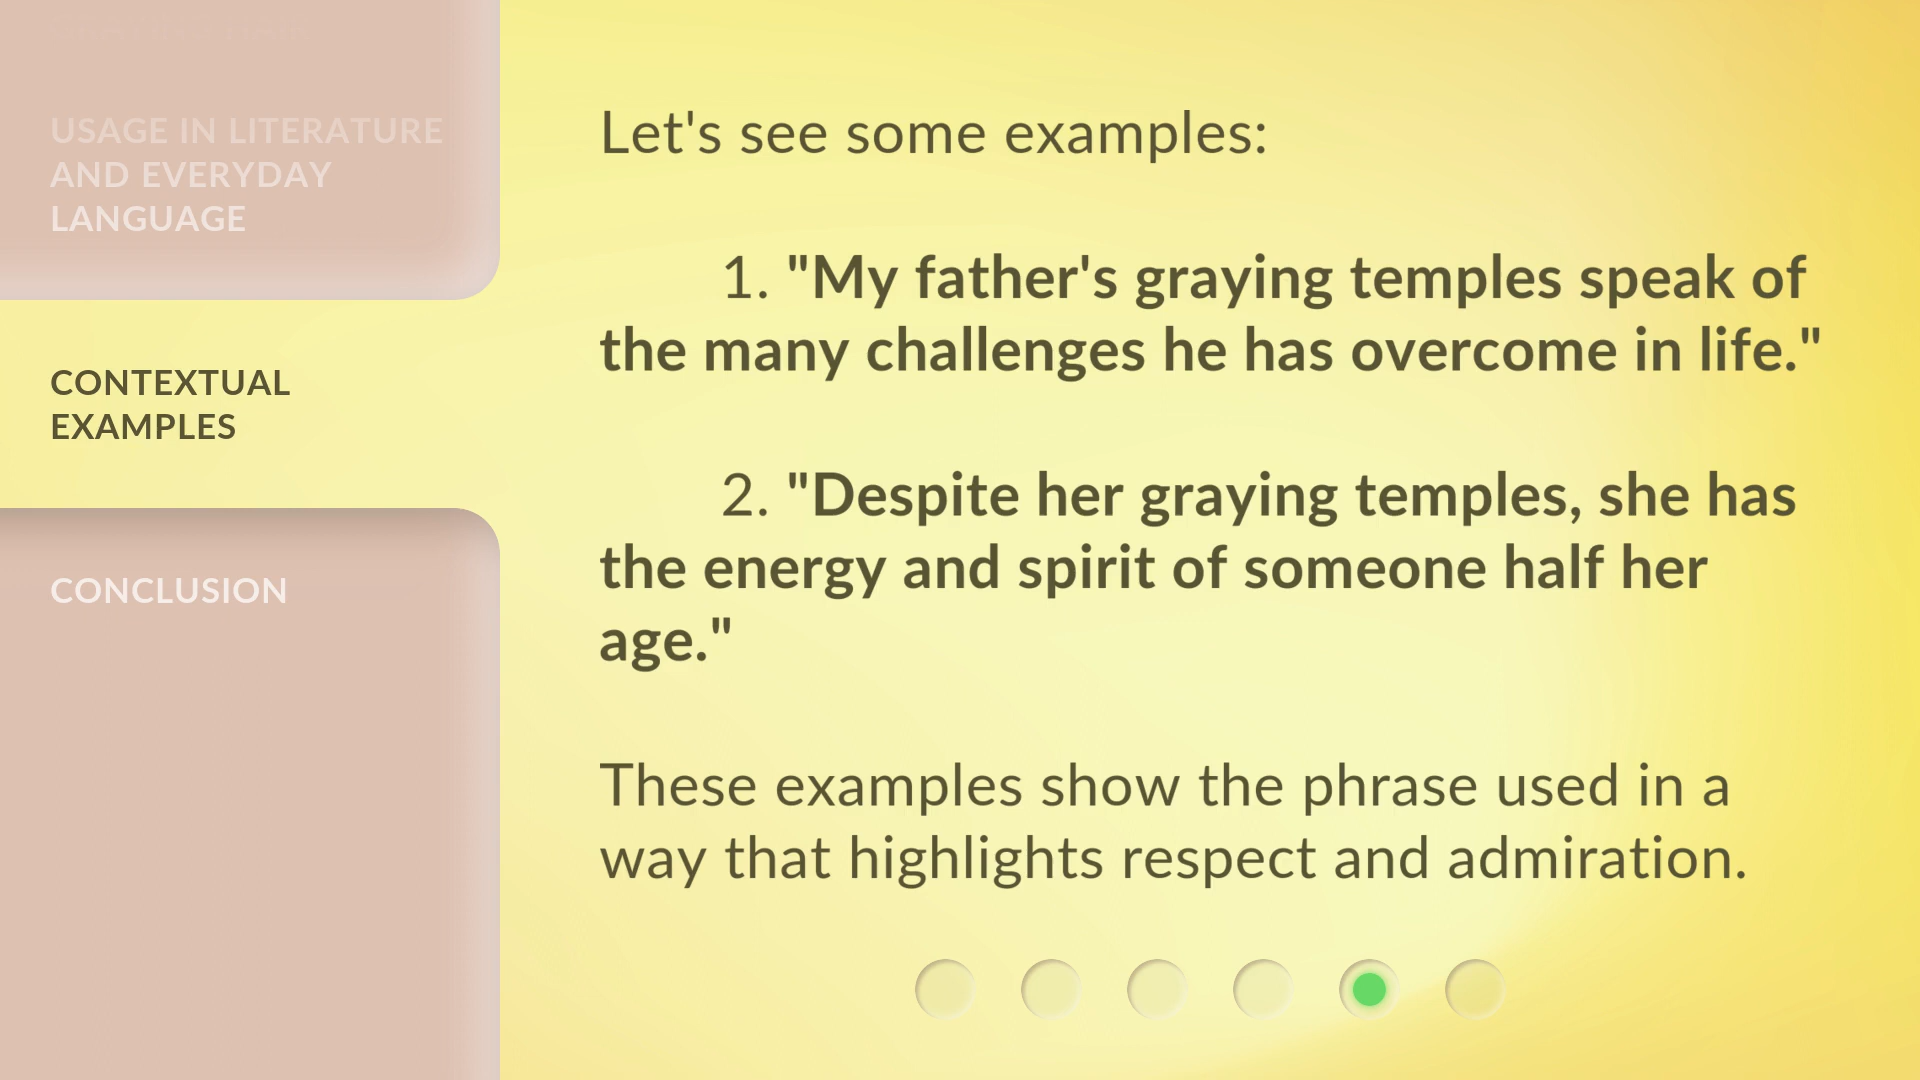 USAGE IN LITERATURE
AND EVERYDAY
LANGUAGE
CONTEXTUAL
EXAMPLES
CONCLUSION
Let's see some examples:
1. "My father's graying temples speak of
the many challenges he has overcome in life."
2. "Despite her graying temples, she has
the energy and spirit of someone half her
age."
These examples show the phrase used in a
way that highlights respect and admiration.